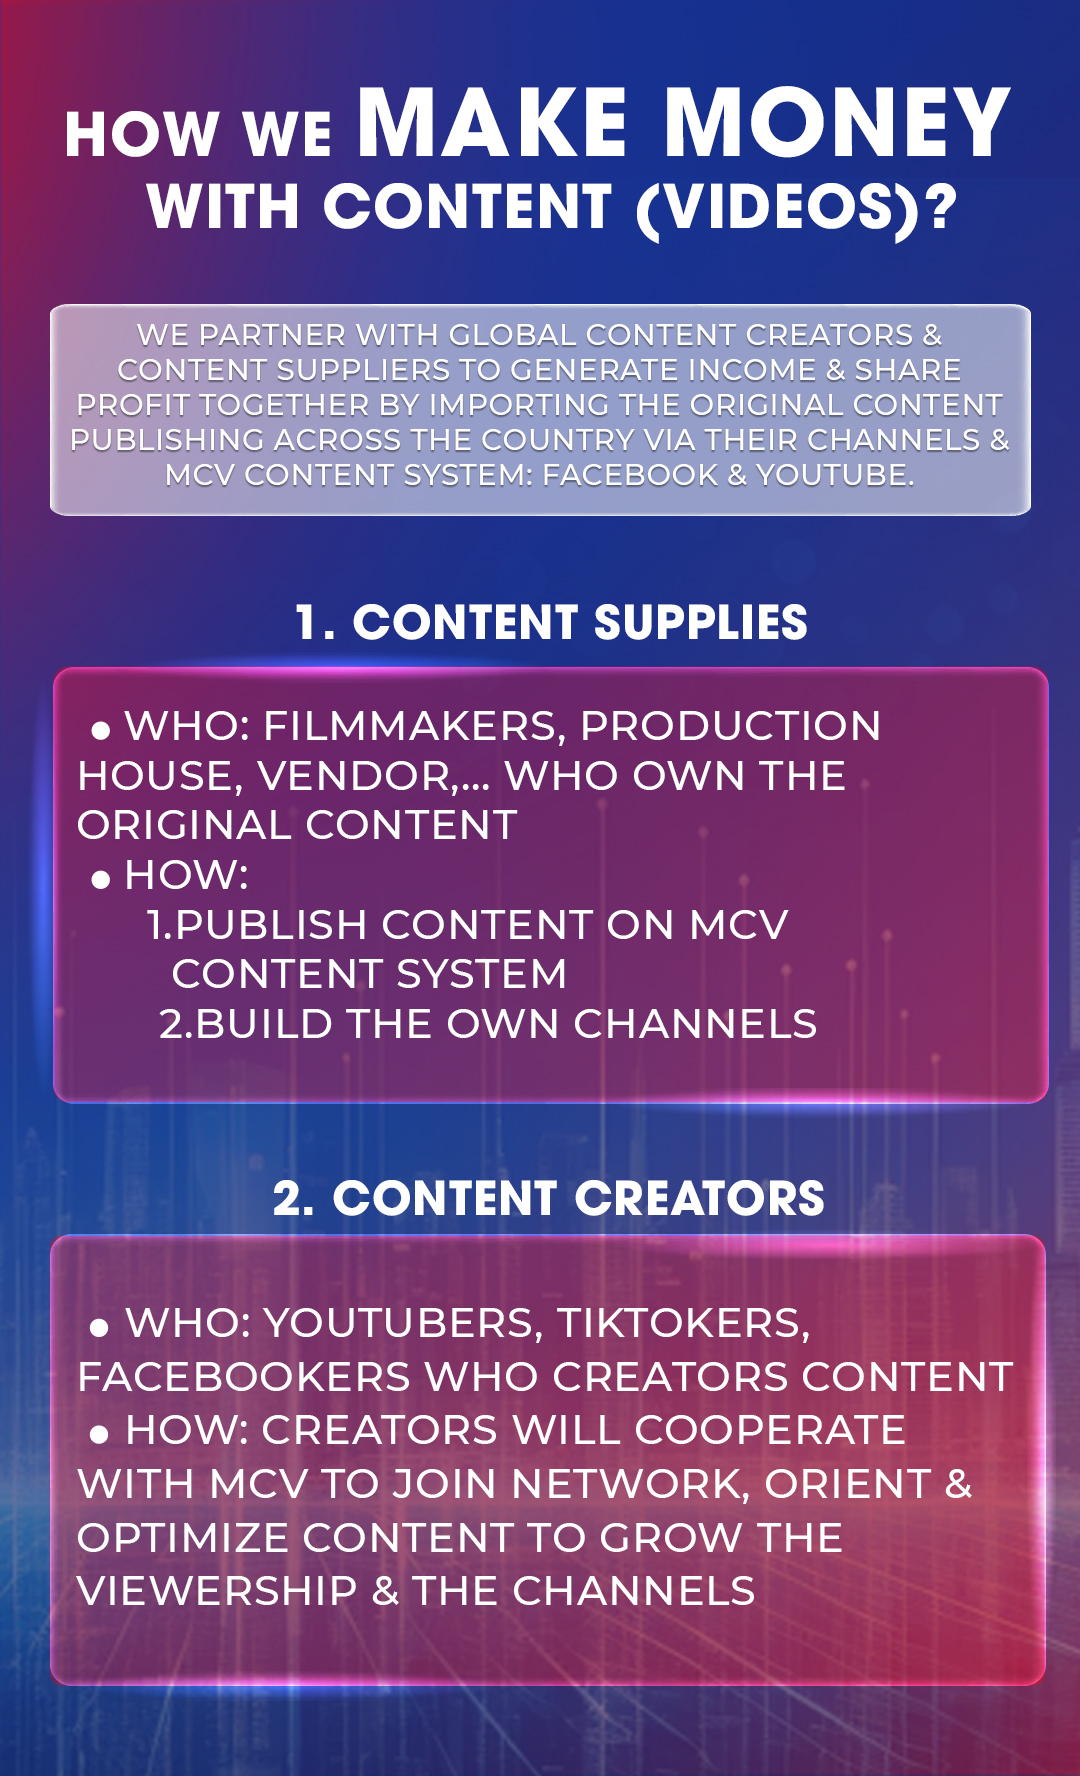 HOW WE MAKE MONEY
WITH CONTENT (VIDEOS)?
WE PARTNER WITH GLOBAL CONTENT CREATORS &
CONTENT SUPPLIERS TO GENERATE INCOME & SHARE
PROFIT TOGETHER BY IMPORTING THE ORIGINAL CONTENT
PUBLISHING ACROSS THE COUNTRY VIA THEIR CHANNELS &
MCV CONTENT SYSTEM: FACEBOOK & YOUTUBE.
1. CONTENT SUPPLIES
● WHO: FILMMAKERS, PRODUCTION
HOUSE, VENDOR,... WHO OWN THE
ORIGINAL CONTENT
● HOW:
1.PUBLISH CONTENT ON MCV
CONTENT SYSTEM
2.BUILD THE OWN CHANNELS
2. CONTENT CREATORS
● WHO: YOUTUBERS, TIKTOKERS,
FACEBOOKERS WHO CREATORS CONTENT
● HOW: CREATORS WILL COOPERATE
WITH MCV TO JOIN NETWORK, ORIENT &
OPTIMIZE CONTENT TO GROW THE
VIEWERSHIP & THE CHANNELS